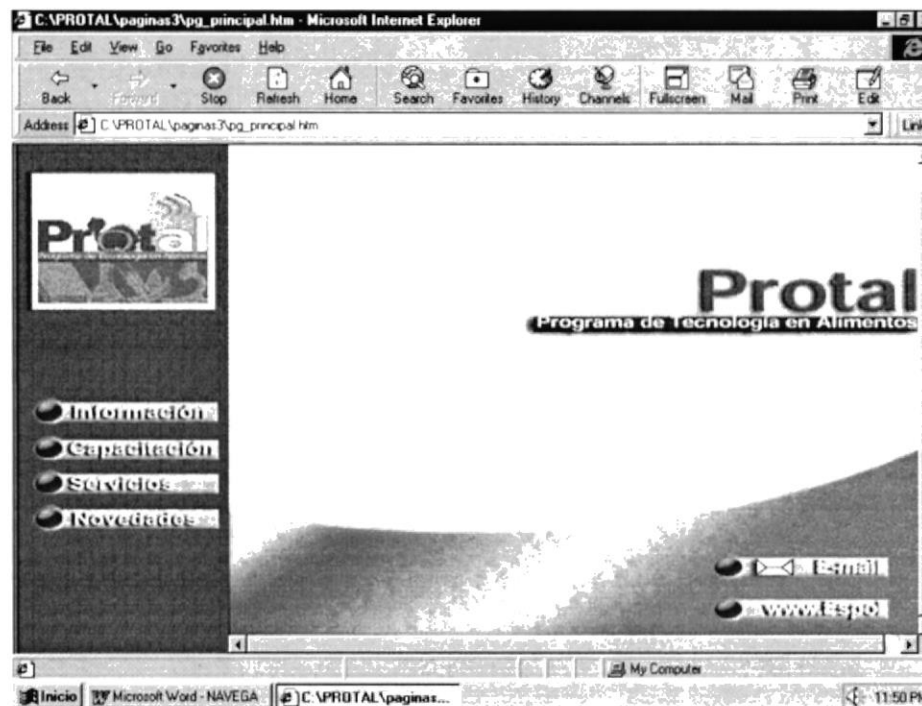 C:\PROTAL\paginas3\pg_principal.htm - Microsoft Internet Explorer
File Edit View Go Favorites Help
Back Forward Stop Refresh Home Search Favorites History Channels Fullscreen Mail Print Edit
Address C:\PROTAL\paginas3\pg_principal.htm Link
Protal
Protal
Programa de Tecnología en Alimentos
Información
Capacitación
Servicios
Novedades
E-mail
www.Espol
My Computer
Inicio Microsoft Word - NAVEGA C:\PROTAL\paginas... 11:50 PM